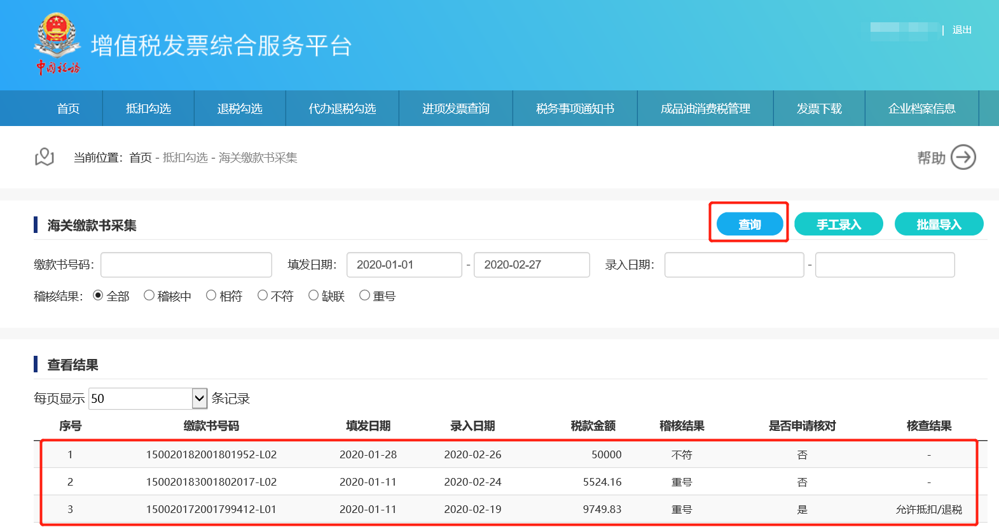 中国税务
增值税发票综合服务平台
| 退出
首页 抵扣勾选 退税勾选 代办退税勾选 进项发票查询 税务事项通知书 成品油消费税管理 发票下载 企业档案信息
当前位置：首页 - 抵扣勾选 - 海关缴款书采集
帮助
海关缴款书采集 查询 手工录入 批量导入
缴款书号码： 填发日期： 2020-01-01 - 2020-02-27 录入日期： -
稽核结果： 全部 稽核中 相符 不符 缺联 重号
查看结果
每页显示 50 条记录
序号 缴款书号码 填发日期 录入日期 税款金额 稽核结果 是否申请核对 核查结果
1 150020182001801952-L02 2020-01-28 2020-02-26 50000 不符 否 -
2 150020183001802017-L02 2020-01-11 2020-02-24 5524.16 重号 否 -
3 150020172001799412-L01 2020-01-11 2020-02-19 9749.83 重号 是 允许抵扣/退税